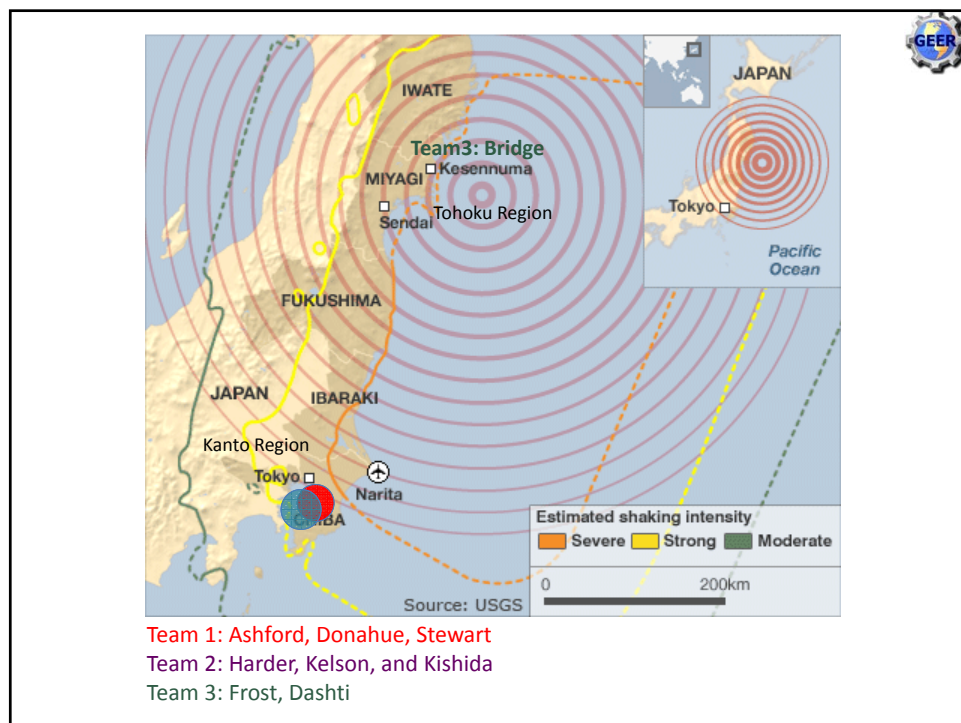 GEER
IWATE
JAPAN
Team3: Bridge
Kesennuma
MIYAGI
Tohoku Region
Sendai
Tokyo
Pacific
Ocean
FUKUSHIMA
JAPAN
IBARAKI
Kanto Region
Tokyo
Narita
Estimated shaking intensity
Severe Strong Moderate
0 200km
Source: USGS
Team 1: Ashford, Donahue, Stewart
Team 2: Harder, Kelson, and Kishida
Team 3: Frost, Dashti